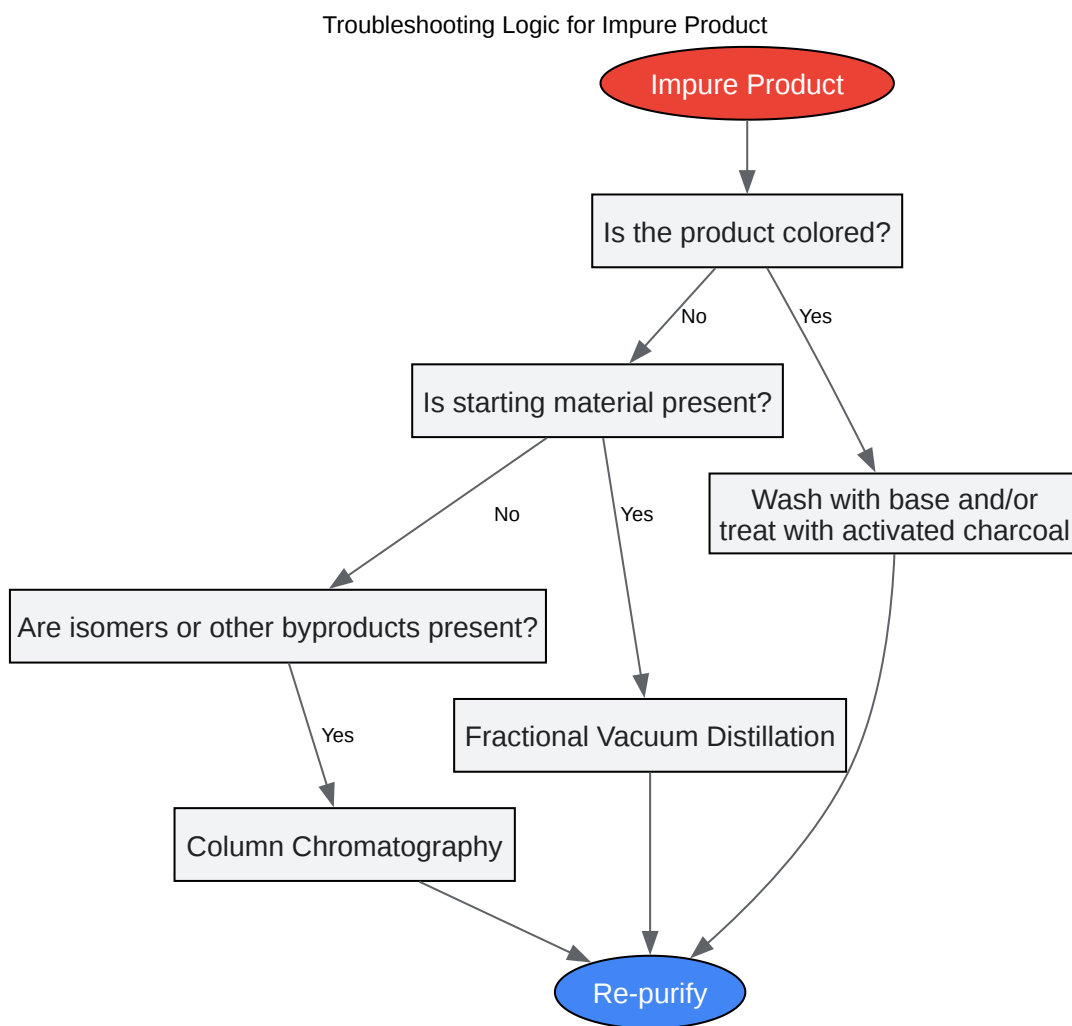 Troubleshooting Logic for Impure Product
Impure Product
Is the product colored?
No
Yes
Is starting material present?
Wash with base and/or
treat with activated charcoal
No
Yes
Are isomers or other byproducts present?
Yes
Fractional Vacuum Distillation
Column Chromatography
Re-purify